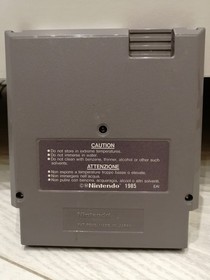 CAUTION
● Do not store in extreme temperatures.
● Do not immerse in water.
● Do not clean with benzene, thinner, alcohol or other such
solvents.
ATTENZIONE
● Non esporre a temperature troppo basse o elevate.
● Non immergere nell'acqua.
● Non pulire con benzene, acquaragia, alcool o altri solventi.
©® Nintendo 1985